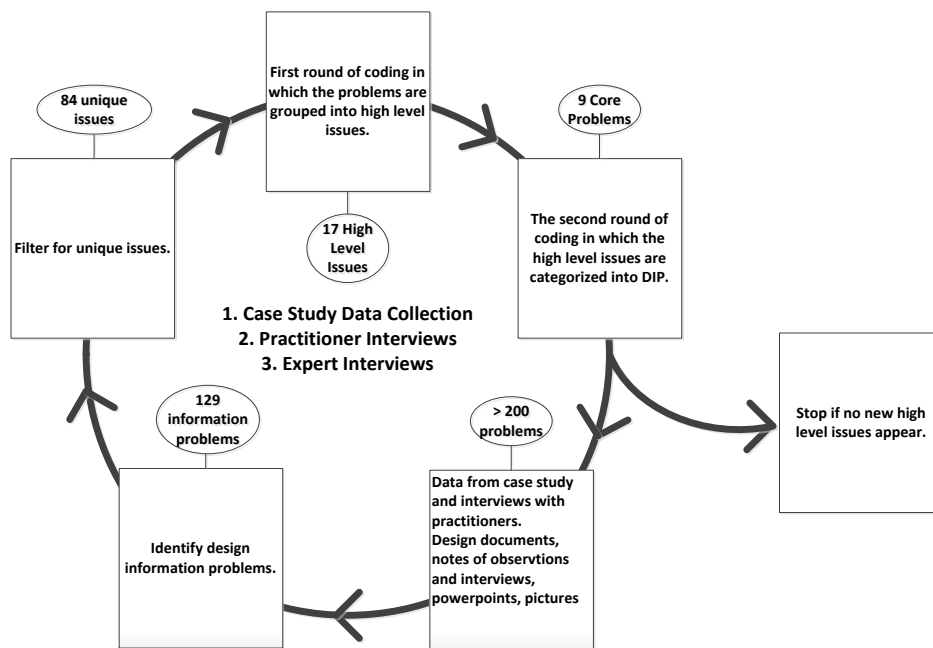 First round of coding in
which the problems are
grouped into high level
issues.
84 unique
issues
9 Core
Problems
Filter for unique issues.
17 High
Level
Issues
The second round of
coding in which the
high level issues are
categorized into DIP.
1. Case Study Data Collection
2. Practitioner Interviews
3. Expert Interviews
129
information
problems
> 200
problems
Stop if no new high
level issues appear.
Identify design
information problems.
Data from case study
and interviews with
practitioners.
Design documents,
notes of observtions
and interviews,
powerpoints, pictures